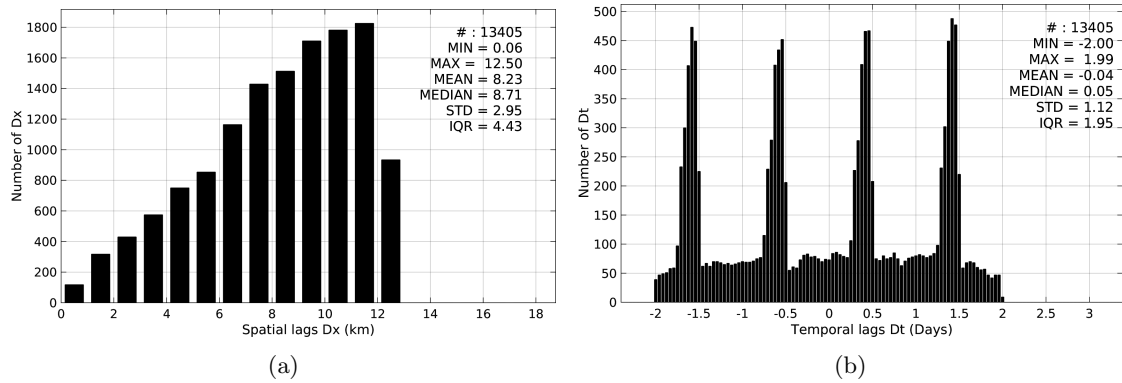 1800
1600
1400
1200
1000
800
600
400
200
0
Number of Dx
# : 13405
MIN = 0.06
MAX = 12.50
MEAN = 8.23
MEDIAN = 8.71
STD = 2.95
IQR = 4.43
0 2 4 6 8 10 12 14 16 18
Spatial lags Dx (km)
(a)
500
450
400
350
300
250
200
150
100
50
0
Number of Dt
# : 13405
MIN = -2.00
MAX = 1.99
MEAN = -0.04
MEDIAN = 0.05
STD = 1.12
IQR = 1.95
-2 -1.5 -1 -0.5 0 0.5 1 1.5 2 2.5 3
Temporal lags Dt (Days)
(b)